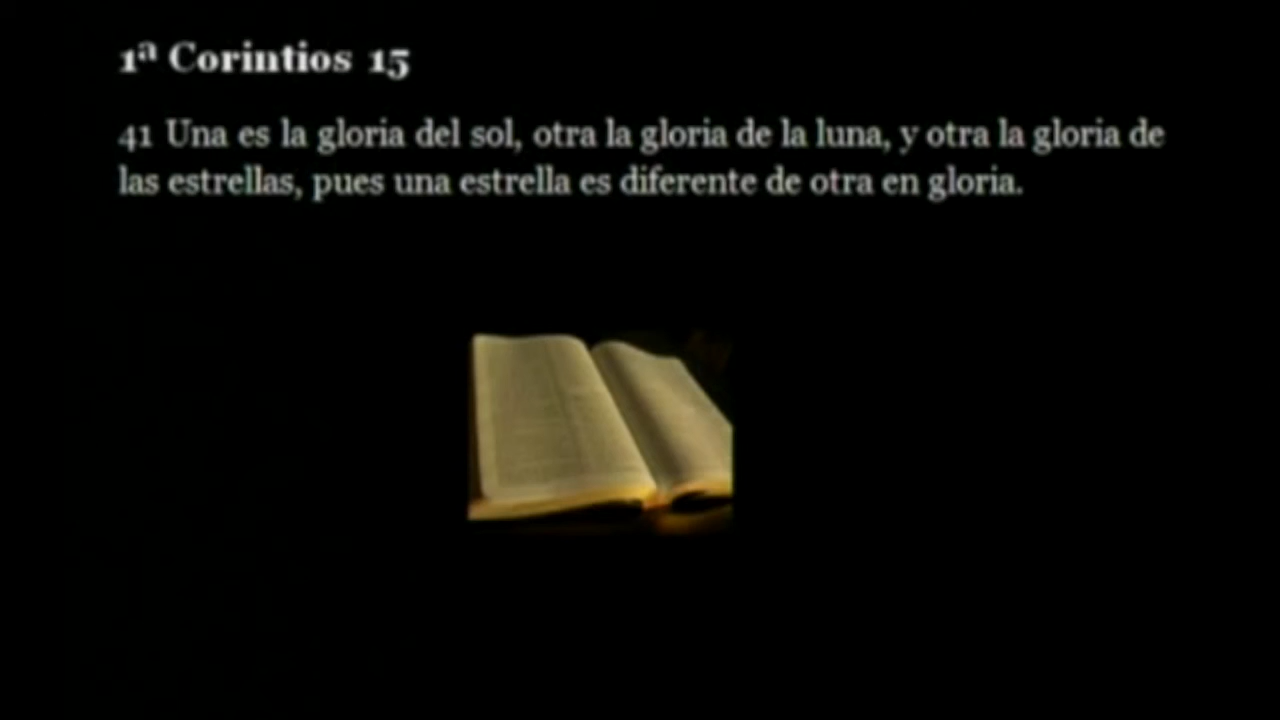 1ª Corintios 15
41 Una es la gloria del sol, otra la gloria de la luna, y otra la gloria de
las estrellas, pues una estrella es diferente de otra en gloria.